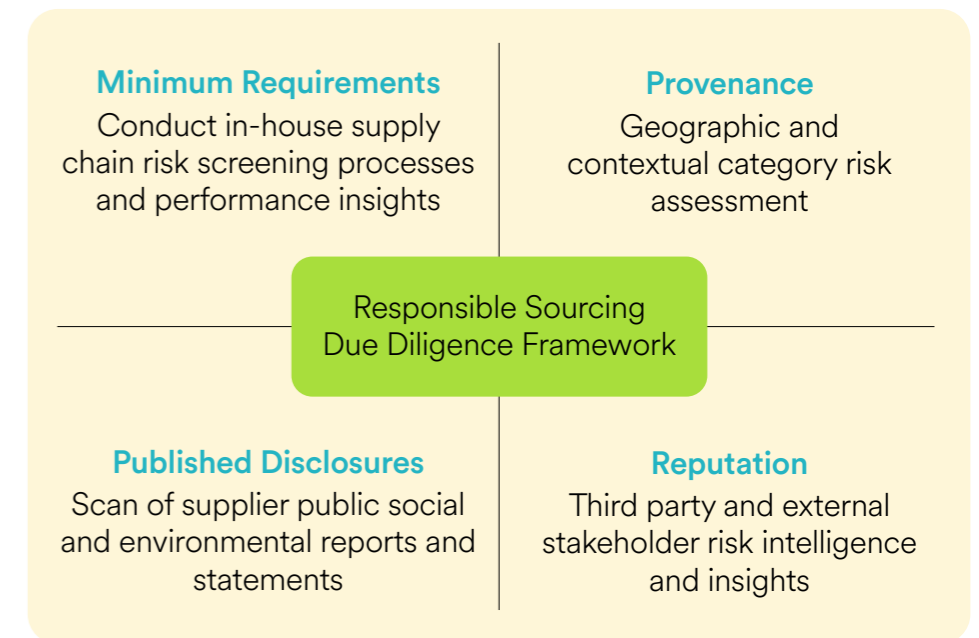 Minimum Requirements
Conduct in-house supply
chain risk screening processes
and performance insights
Provenance
Geographic and
contextual category risk
assessment
Responsible Sourcing
Due Diligence Framework
Published Disclosures
Scan of supplier public social
and environmental reports and
statements
Reputation
Third party and external
stakeholder risk intelligence
and insights